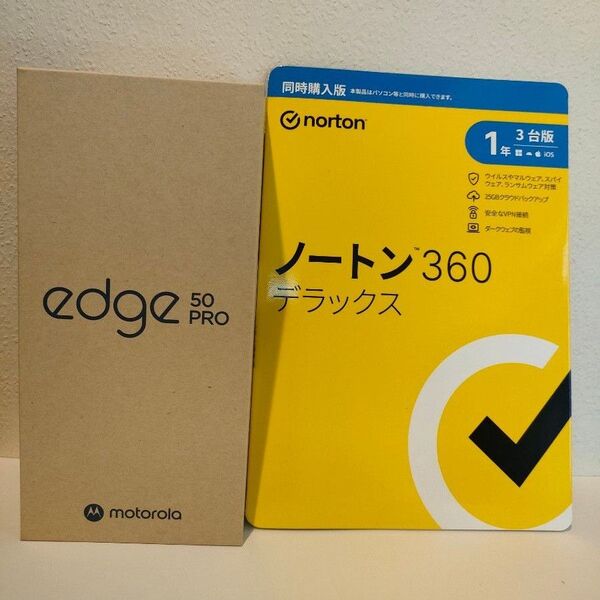 edge 50
PRO
motorola
同時購入版 本製品はパソコン等と同時に購入できます。
norton
1年 3台版
iOS
ウイルスやマルウェア、スパイ
ウェア、ランサムウェア対策
25GBクラウドバックアップ
安全なVPN接続
ダークウェブの監視
ノートン™ 360
デラックス